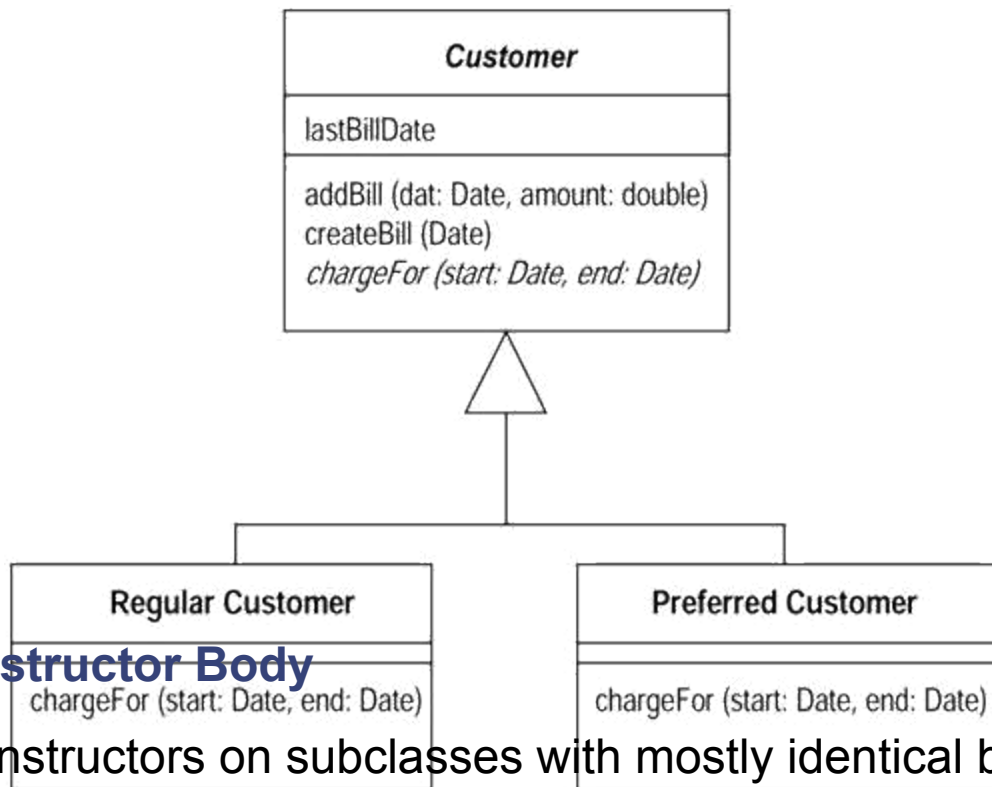 Customer
lastBillDate
addBill (dat: Date, amount: double)
createBill (Date)
chargeFor (start: Date, end: Date)
Regular Customer
Preferred Customer
structor Body
chargeFor (start: Date, end: Date)
chargeFor (start: Date, end: Date)
nstructors on subclasses with mostly identical b